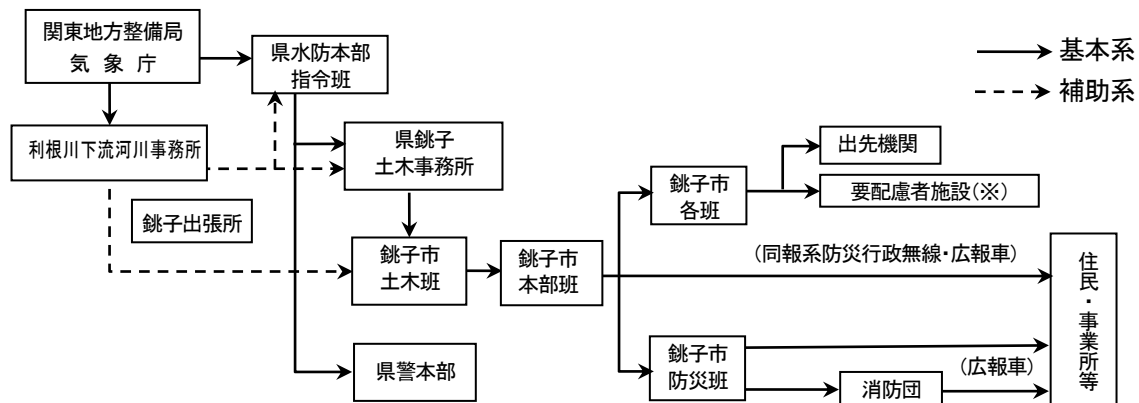 関東地方整備局
気 象 庁
県水防本部
指令班
基本系
補助系
利根川下流河川事務所
県銚子
土木事務所
出先機関
銚子市
各班
要配慮者施設(※)
銚子出張所
銚子市
土木班
銚子市
本部班
(同報系防災行政無線・広報車)
住民・事業所等
県警本部
銚子市
防災班
(広報車)
消防団